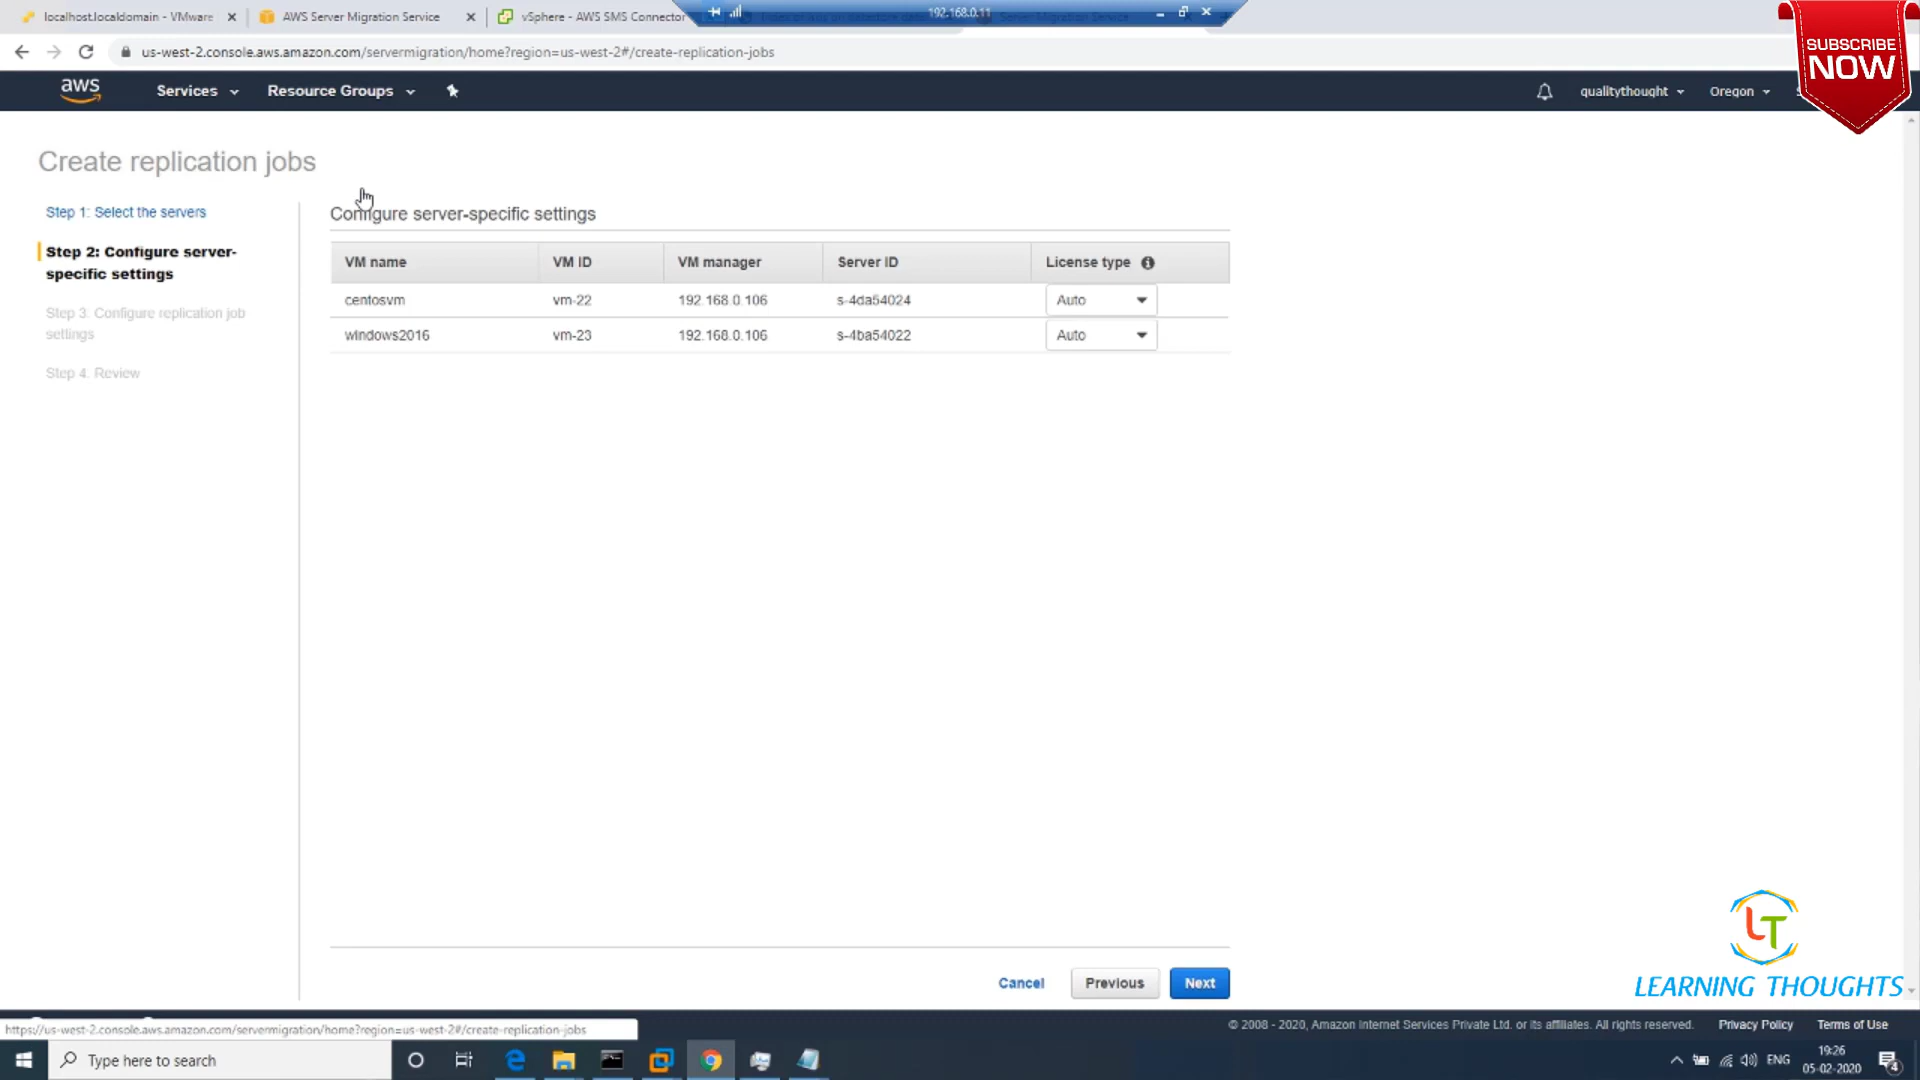 localhost.localdomain - VMware
AWS Server Migration Service
vSphere - AWS SMS Connector
192.168.0.11
Server Migration Service
us-west-2.console.aws.amazon.com/servermigration/home?region=us-west-2#/create-replication-jobs
SUBSCRIBE
NOW
aws
Services
Resource Groups
qualitythought
Oregon
Create replication jobs
Step 1: Select the servers
Step 2: Configure server-
specific settings
Step 3: Configure replication job
settings
Step 4: Review
Configure server-specific settings
VM name VM ID VM manager Server ID License type
centosvm vm-22 192.168.0.106 s-4da54024 Auto
windows2016 vm-23 192.168.0.106 s-4ba54022 Auto
Cancel Previous Next
LT
LEARNING THOUGHTS
© 2008 - 2020, Amazon Internet Services Private Ltd. or its affiliates. All rights reserved. Privacy Policy Terms of Use
https://us-west-2.console.aws.amazon.com/servermigration/home?region=us-west-2#/create-replication-jobs
Type here to search
ENG
19:26
05-02-2020
4